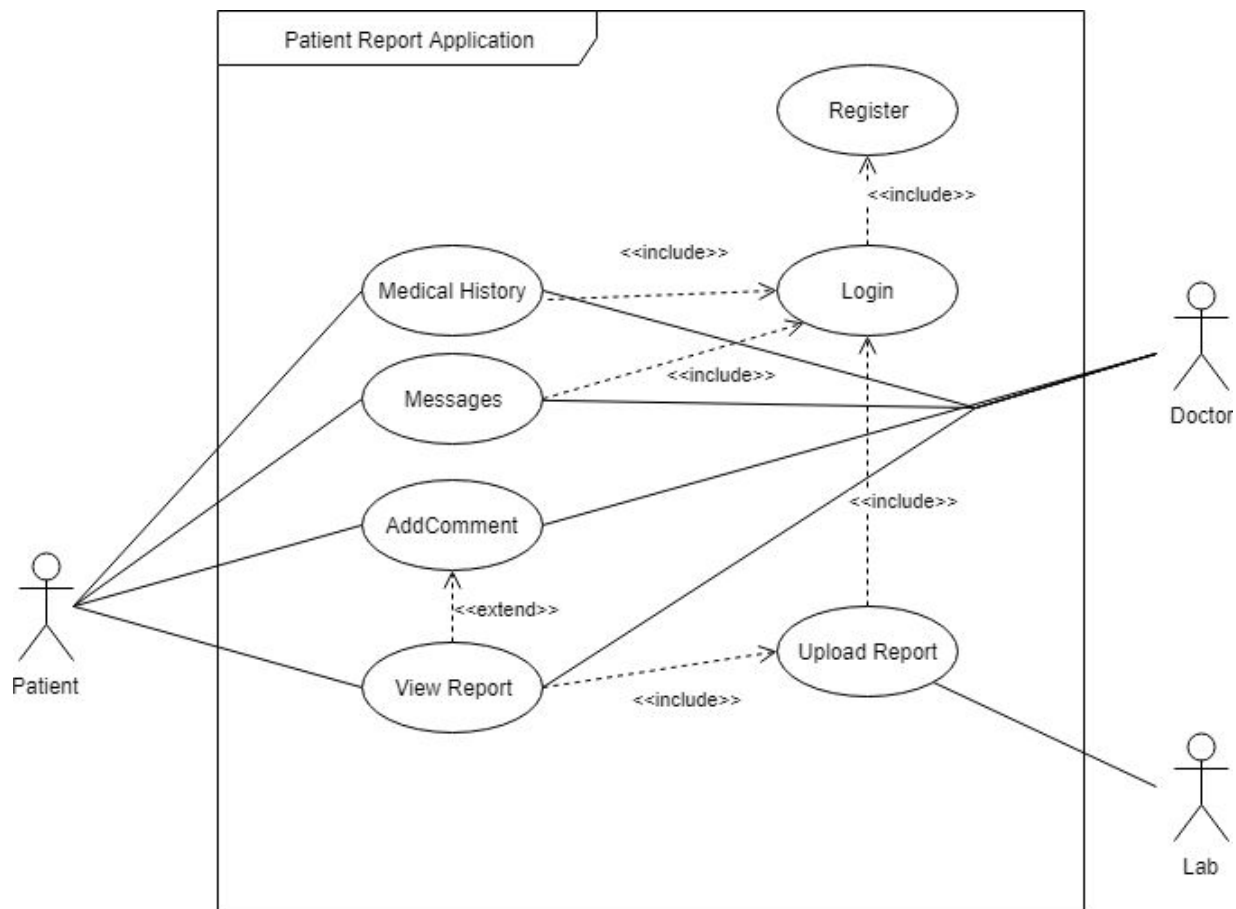 Patient Report Application
Register
<<include>>
<<include>>
Medical History
Login
<<include>>
Messages
Doctor
<<include>>
AddComment
<<extend>>
Upload Report
Patient
View Report
<<include>>
Lab